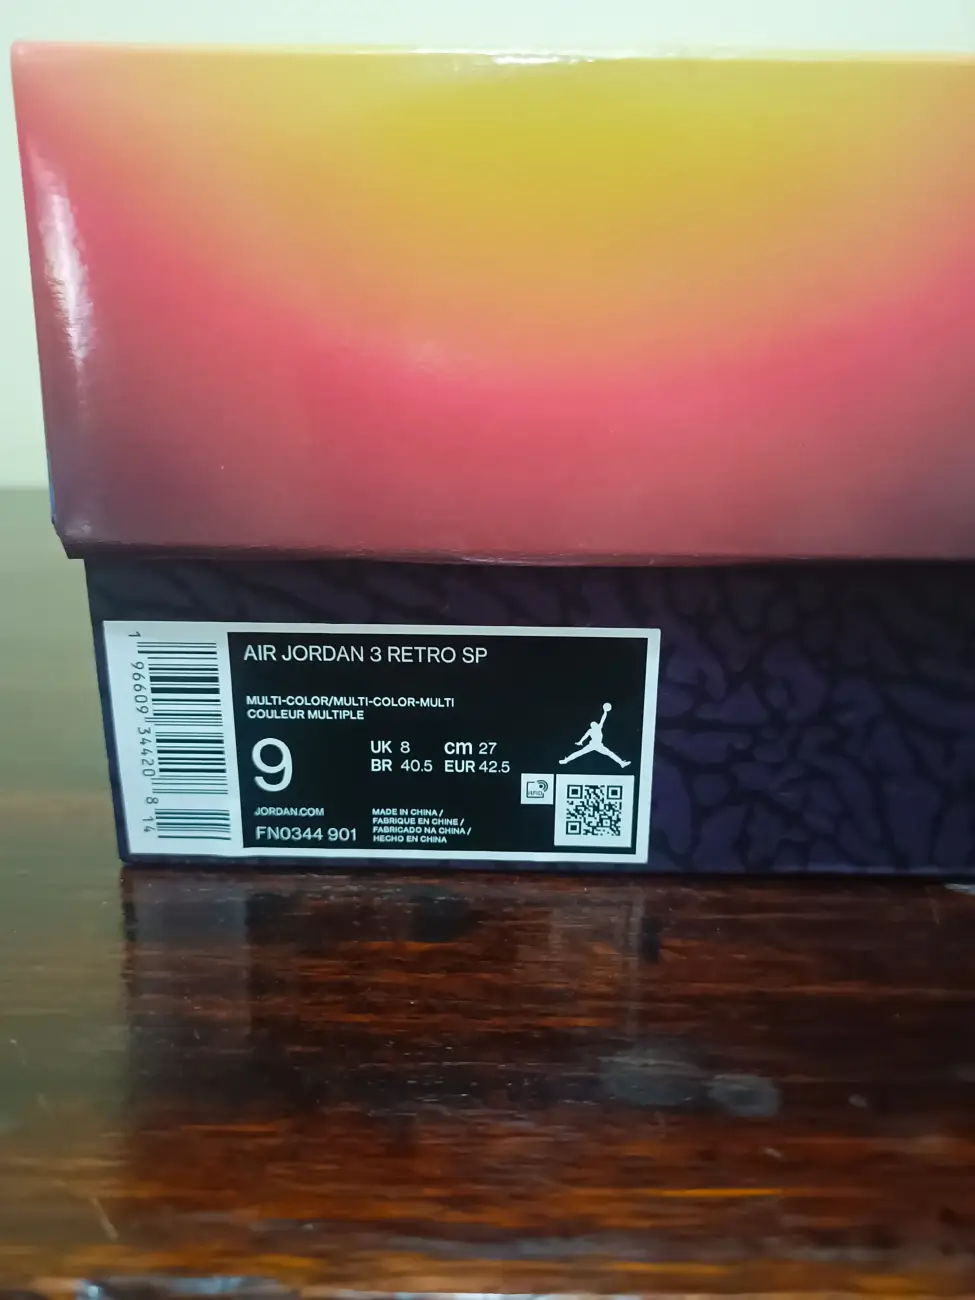 AIR JORDAN 3 RETRO SP
MULTI-COLOR/MULTI-COLOR-MULTI
COULEUR MULTIPLE
9
UK 8 cm 27
BR 40.5 EUR 42.5
JORDAN.COM
FN0344 901
MADE IN CHINA /
FABRIQUE EN CHINE /
FABRICADO NA CHINA /
HECHO EN CHINA
RFID
1 96609 34420 8 14